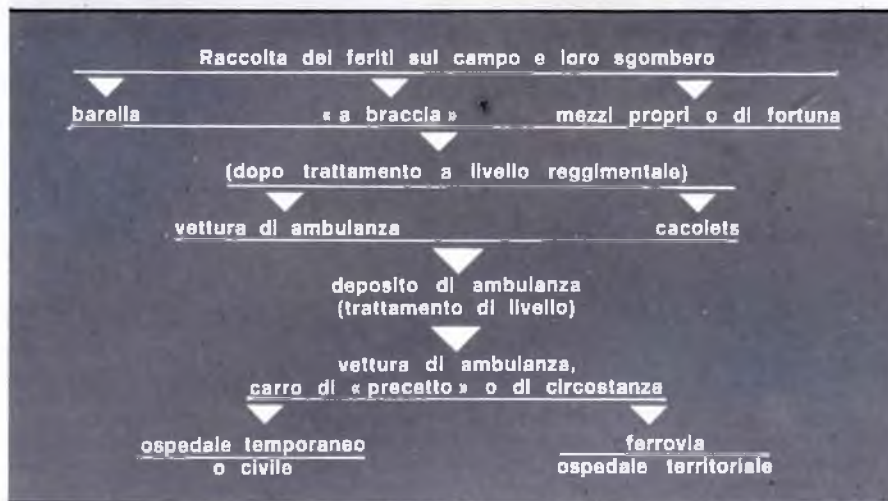 Raccolta dei feriti sul campo e loro sgombero
barella « a braccia » mezzi propri o di fortuna
(dopo trattamento a livello reggimentale)
vettura di ambulanza cacolets
deposito di ambulanza
(trattamento di livello)
vettura di ambulanza,
carro di « precetto » o di circostanza
ospedale temporaneo ferrovia
o civile ospedale territoriale